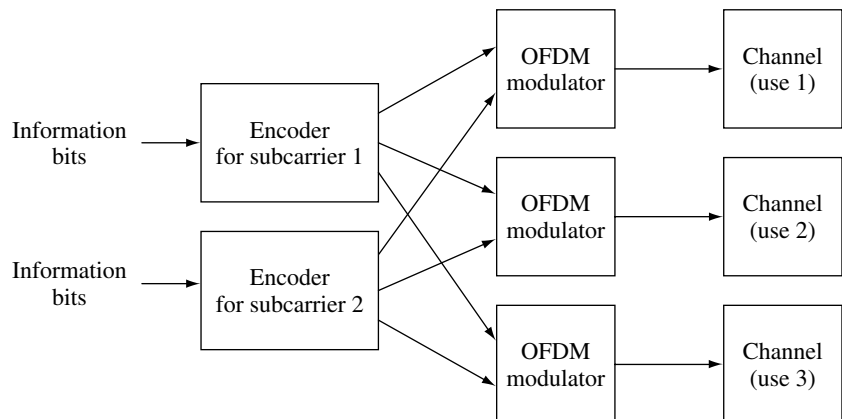 Information
bits
Encoder
for subcarrier 1
Information
bits
Encoder
for subcarrier 2
OFDM
modulator
Channel
(use 1)
OFDM
modulator
Channel
(use 2)
OFDM
modulator
Channel
(use 3)